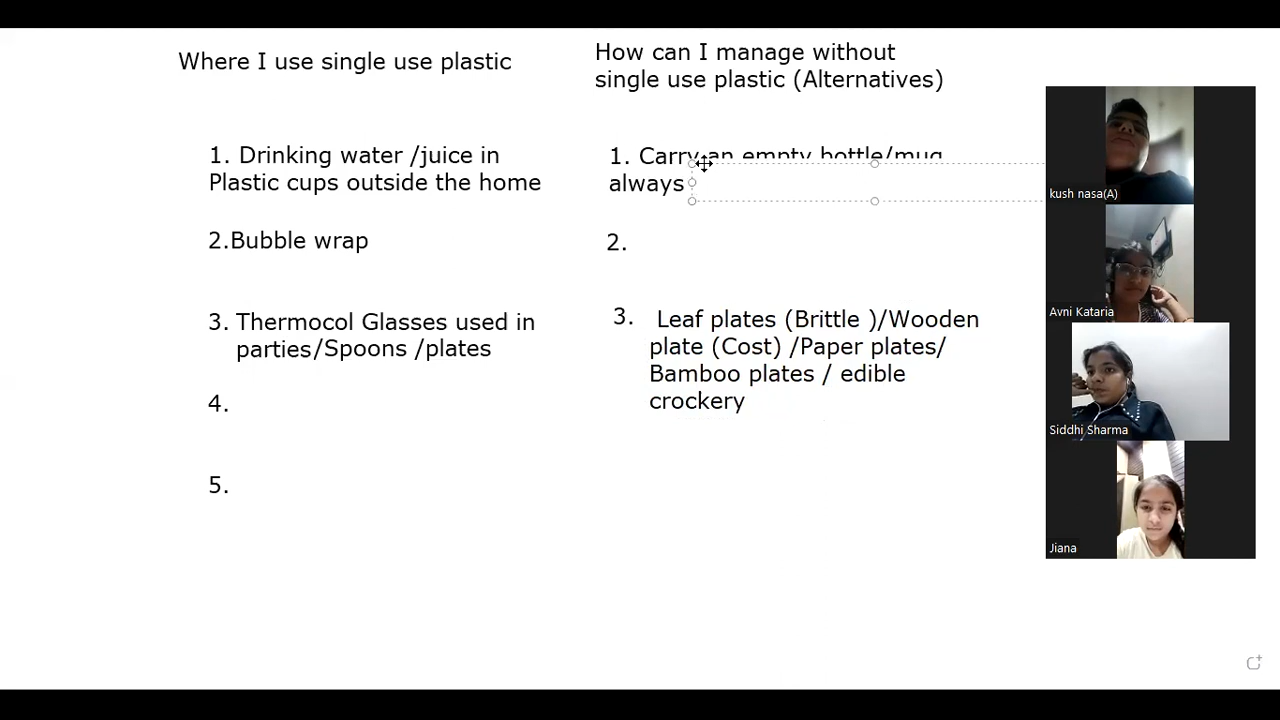 Where I use single use plastic
How can I manage without
single use plastic (Alternatives)
1. Drinking water /juice in
Plastic cups outside the home
1. Carry an empty bottle/mug
always
2.Bubble wrap
2.
3. Thermocol Glasses used in
parties/Spoons /plates
3. Leaf plates (Brittle )/Wooden
plate (Cost) /Paper plates/
Bamboo plates / edible
crockery
4.
5.
kush nasa(A)
Avni Kataria
Siddhi Sharma
Jiana